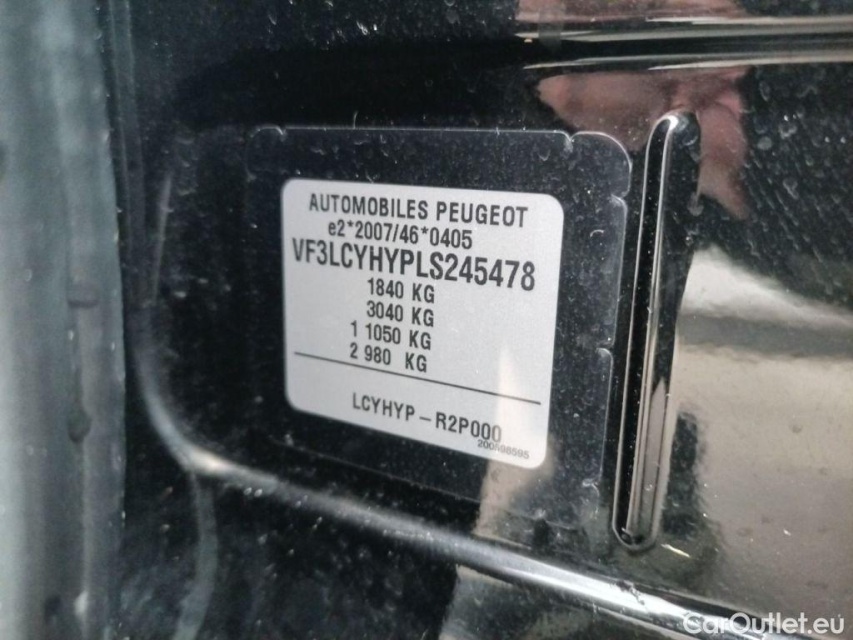 AUTOMOBILES PEUGEOT
e2*2007/46*0405
VF3LCYHYPLS245478
1840 KG
3040 KG
1 1050 KG
2 980 KG
LCYHYP-R2P000
CarOutlet.eu